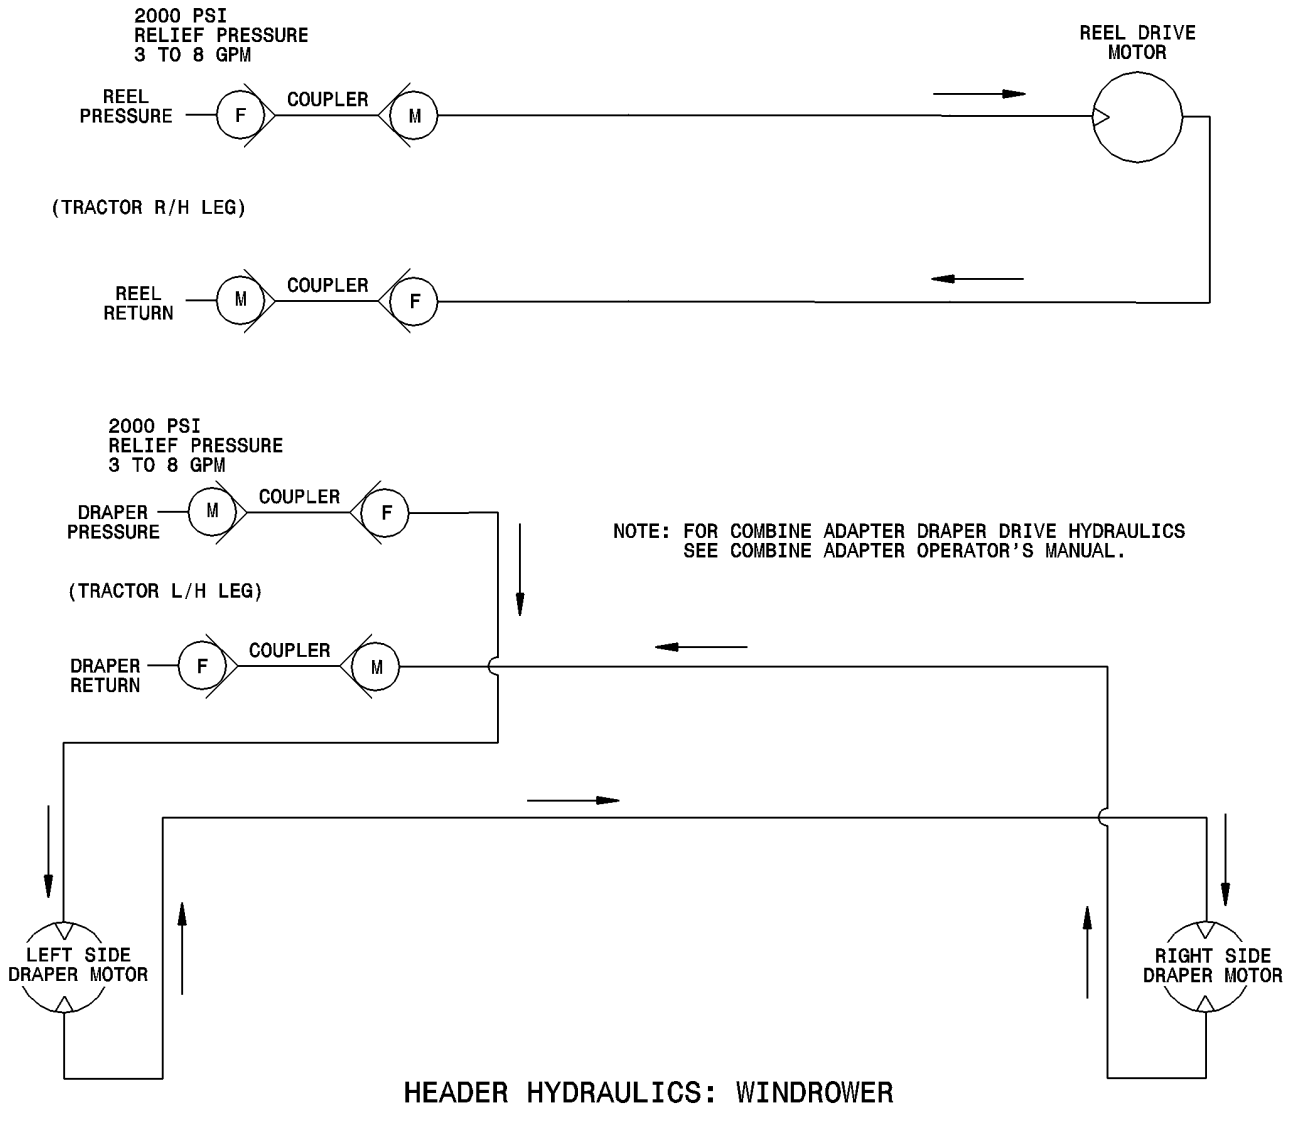 2000 PSI
RELIEF PRESSURE
3 TO 8 GPM
REEL DRIVE
MOTOR
REEL
PRESSURE
F
COUPLER
M
(TRACTOR R/H LEG)
REEL
RETURN
M
COUPLER
F
2000 PSI
RELIEF PRESSURE
3 TO 8 GPM
DRAPER
PRESSURE
M
COUPLER
F
NOTE: FOR COMBINE ADAPTER DRAPER DRIVE HYDRAULICS
SEE COMBINE ADAPTER OPERATOR'S MANUAL.
(TRACTOR L/H LEG)
DRAPER
RETURN
F
COUPLER
M
LEFT SIDE
DRAPER MOTOR
RIGHT SIDE
DRAPER MOTOR
HEADER HYDRAULICS: WINDROWER